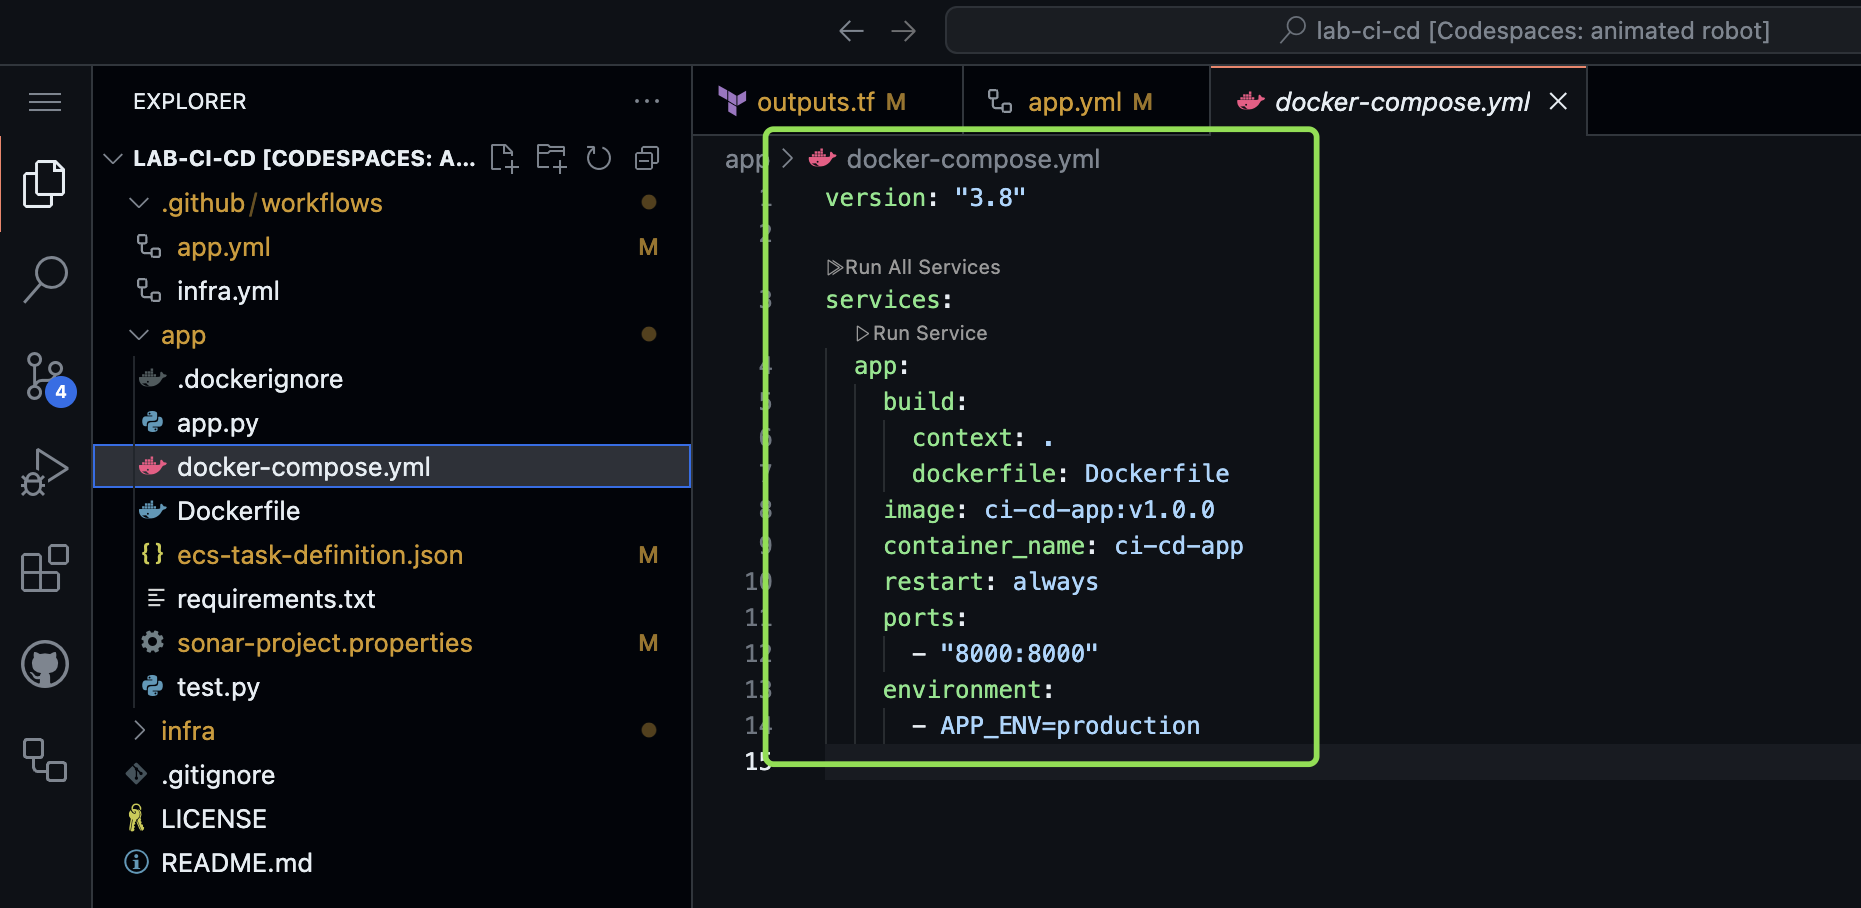 lab-ci-cd [Codespaces: animated robot]
EXPLORER
LAB-CI-CD [CODESPACES: A...
.github/workflows
app.yml M
infra.yml
app
.dockerignore
app.py
docker-compose.yml
Dockerfile
ecs-task-definition.json M
requirements.txt
sonar-project.properties M
test.py
infra
.gitignore
LICENSE
README.md
4
outputs.tf M
app.yml M
docker-compose.yml
app > docker-compose.yml
1 version: "3.8"
2
Run All Services
3 services:
Run Service
4 app:
5 build:
6 context: .
7 dockerfile: Dockerfile
8 image: ci-cd-app:v1.0.0
9 container_name: ci-cd-app
10 restart: always
11 ports:
12 - "8000:8000"
13 environment:
14 - APP_ENV=production
15